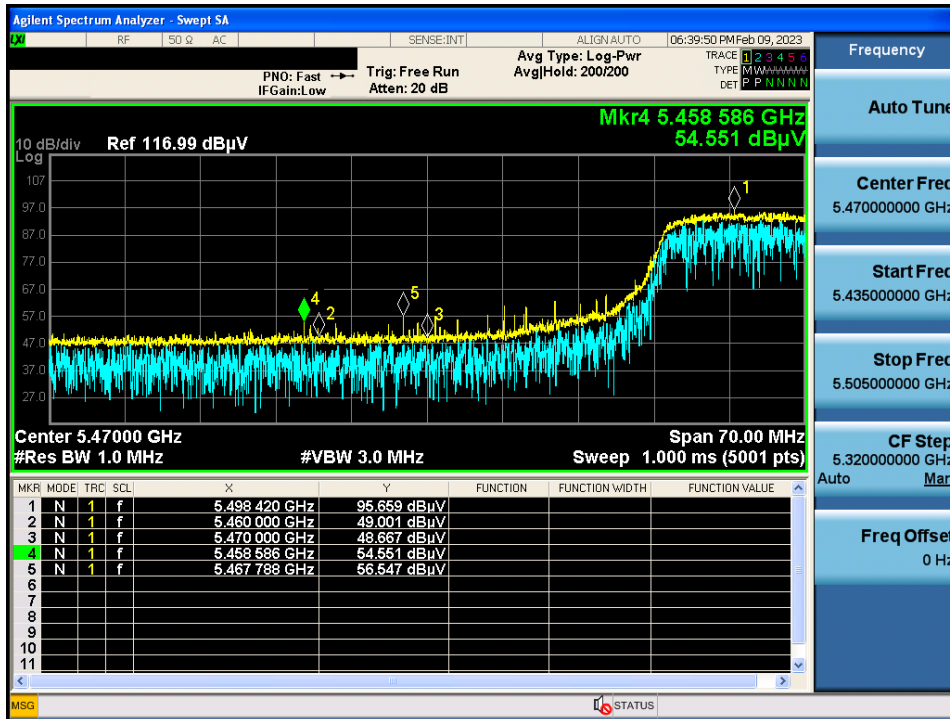 Agilent Spectrum Analyzer - Swept SA
LXI RF 50 Ω AC SENSE:INT ALIGN AUTO 06:39:50 PM Feb 09, 2023
PNO: Fast
IFGain:Low
Trig: Free Run
Atten: 20 dB
Avg Type: Log-Pwr
Avg|Hold: 200/200
TRACE 1 2 3 4 5 6
TYPE M W W W W W
DET P P N N N N
Mkr4 5.458 586 GHz
54.551 dBµV
10 dB/div Ref 116.99 dBµV
Log
107
97.0
87.0
77.0
67.0
57.0
47.0
37.0
27.0
1
4
2
5
3
Center 5.47000 GHz Span 70.00 MHz
#Res BW 1.0 MHz #VBW 3.0 MHz Sweep 1.000 ms (5001 pts)
MKR MODE TRC SCL X Y FUNCTION FUNCTION WIDTH FUNCTION VALUE
1 N 1 f 5.498 420 GHz 95.659 dBµV
2 N 1 f 5.460 000 GHz 49.001 dBµV
3 N 1 f 5.470 000 GHz 48.667 dBµV
4 N 1 f 5.458 586 GHz 54.551 dBµV
5 N 1 f 5.467 788 GHz 56.547 dBµV
6
7
8
9
10
11
MSG STATUS
Frequency
Auto Tune
Center Freq
5.470000000 GHz
Start Freq
5.435000000 GHz
Stop Freq
5.505000000 GHz
CF Step
5.320000000 GHz
Auto Man
Freq Offset
0 Hz